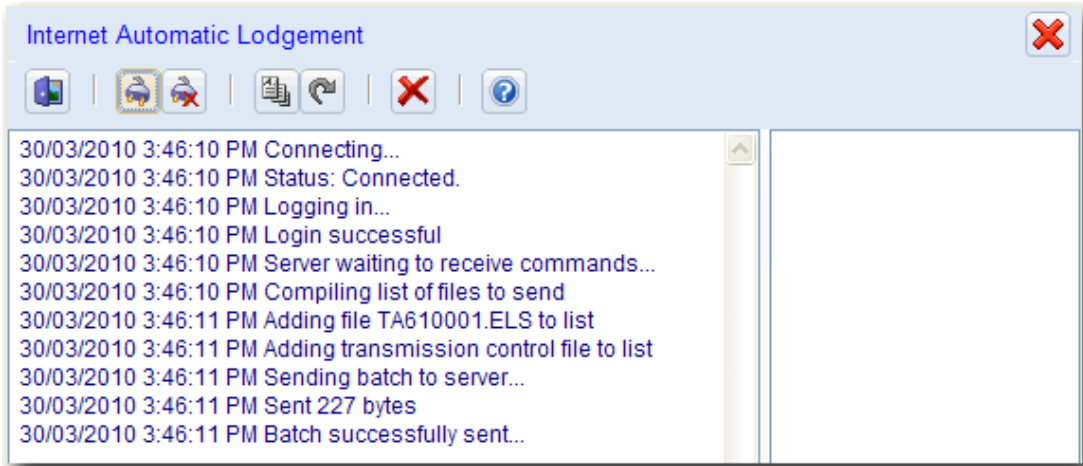 Internet Automatic Lodgement
30/03/2010 3:46:10 PM Connecting...
30/03/2010 3:46:10 PM Status: Connected.
30/03/2010 3:46:10 PM Logging in...
30/03/2010 3:46:10 PM Login successful
30/03/2010 3:46:10 PM Server waiting to receive commands...
30/03/2010 3:46:10 PM Compiling list of files to send
30/03/2010 3:46:11 PM Adding file TA610001.ELS to list
30/03/2010 3:46:11 PM Adding transmission control file to list
30/03/2010 3:46:11 PM Sending batch to server...
30/03/2010 3:46:11 PM Sent 227 bytes
30/03/2010 3:46:11 PM Batch successfully sent...